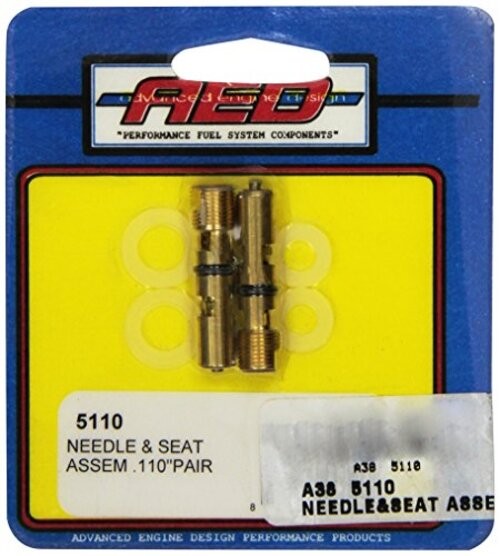 AED
advanced engine design
"PERFORMANCE FUEL SYSTEM COMPONENTS"
5110
NEEDLE & SEAT
ASSEM .110"PAIR
8
A38 5110
A38 5110
NEEDLE&SEAT ASSE
ADVANCED ENGINE DESIGN PERFORMANCE PRODUCTS